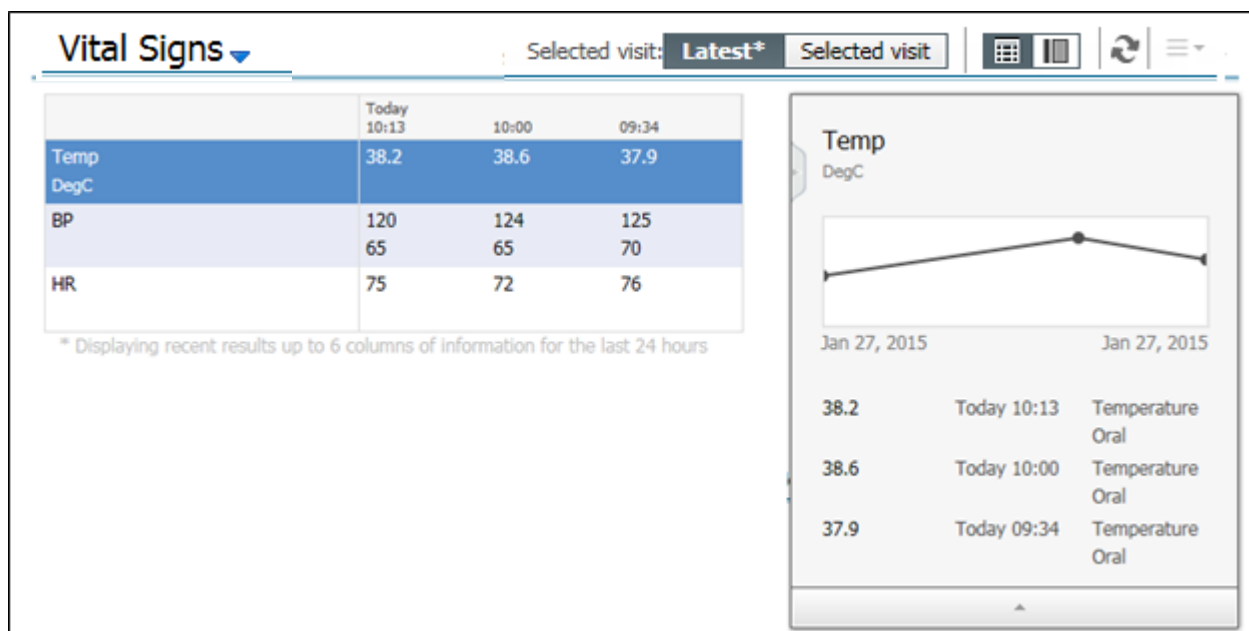 Vital Signs
Selected visit: Latest* Selected visit
Today
10:13 10:00 09:34
Temp 38.2 38.6 37.9
DegC
BP 120 124 125
65 65 70
HR 75 72 76
* Displaying recent results up to 6 columns of information for the last 24 hours
Temp
DegC
Jan 27, 2015 Jan 27, 2015
38.2 Today 10:13 Temperature
Oral
38.6 Today 10:00 Temperature
Oral
37.9 Today 09:34 Temperature
Oral